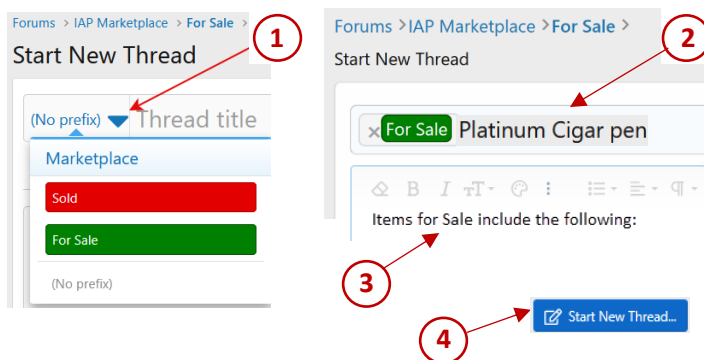 Forums > IAP Marketplace > For Sale >
Start New Thread
1
(No prefix) Thread title
Marketplace
Sold
For Sale
(No prefix)
Forums >IAP Marketplace >For Sale >
2
Start New Thread
× For Sale Platinum Cigar pen
B I TT
Items for Sale include the following:
3
4
Start New Thread...